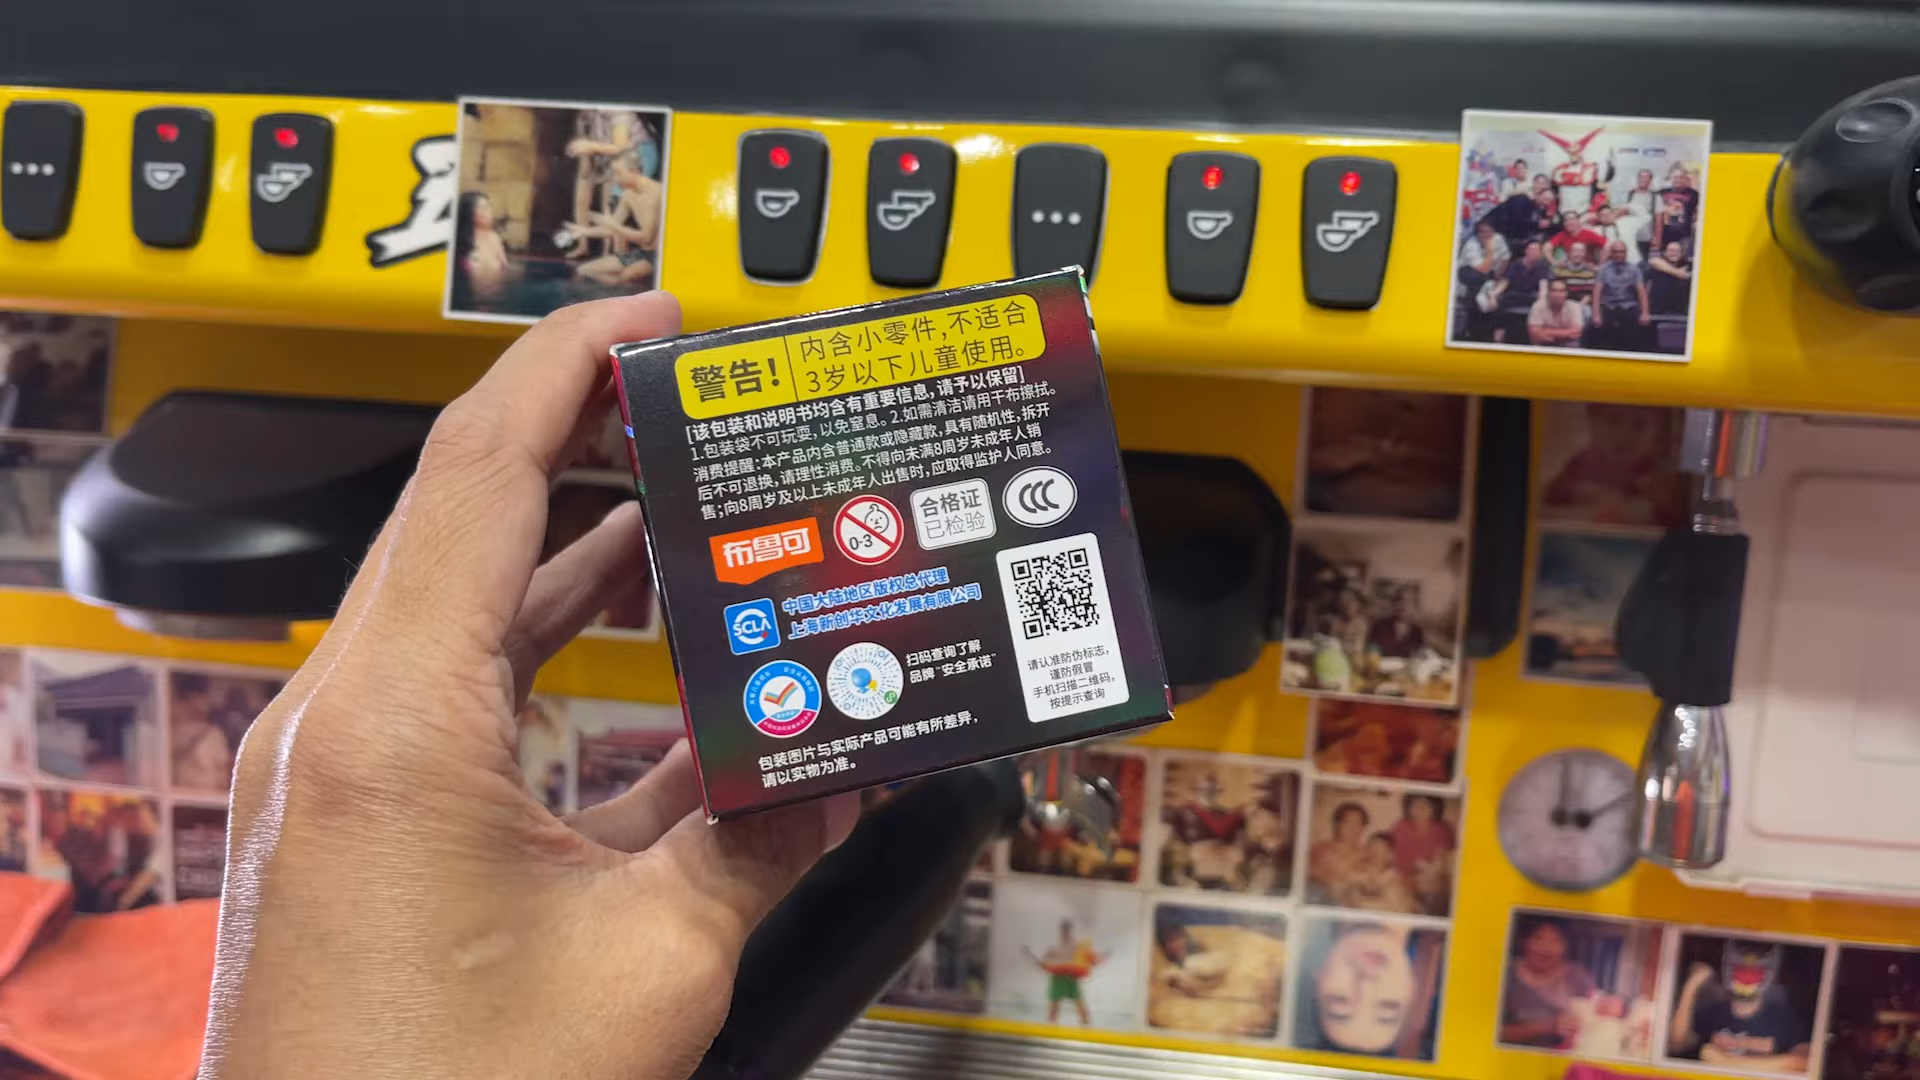 警告!
内含小零件,不适合
3岁以下儿童使用。
[该包装和说明书均含有重要信息,请予以保留]
1.包装袋不可玩耍,以免窒息。2.如需清洁请用干布擦拭。
消费提醒:本产品内含普通款或隐藏款,具有随机性,拆开
后不可退换,请理性消费。不得向未满8周岁未成年人销
售;向8周岁及以上未成年人出售时,应取得监护人同意。
布鲁可
0-3
合格证
已检验
CCC
SCLA
中国大陆地区版权总代理
上海新创华文化发展有限公司
扫码查询了解
品牌“安全承诺”
请认准防伪标志,
谨防假冒
手机扫描二维码,
按提示查询
包装图片与实际产品可能有所差异,
请以实物为准。